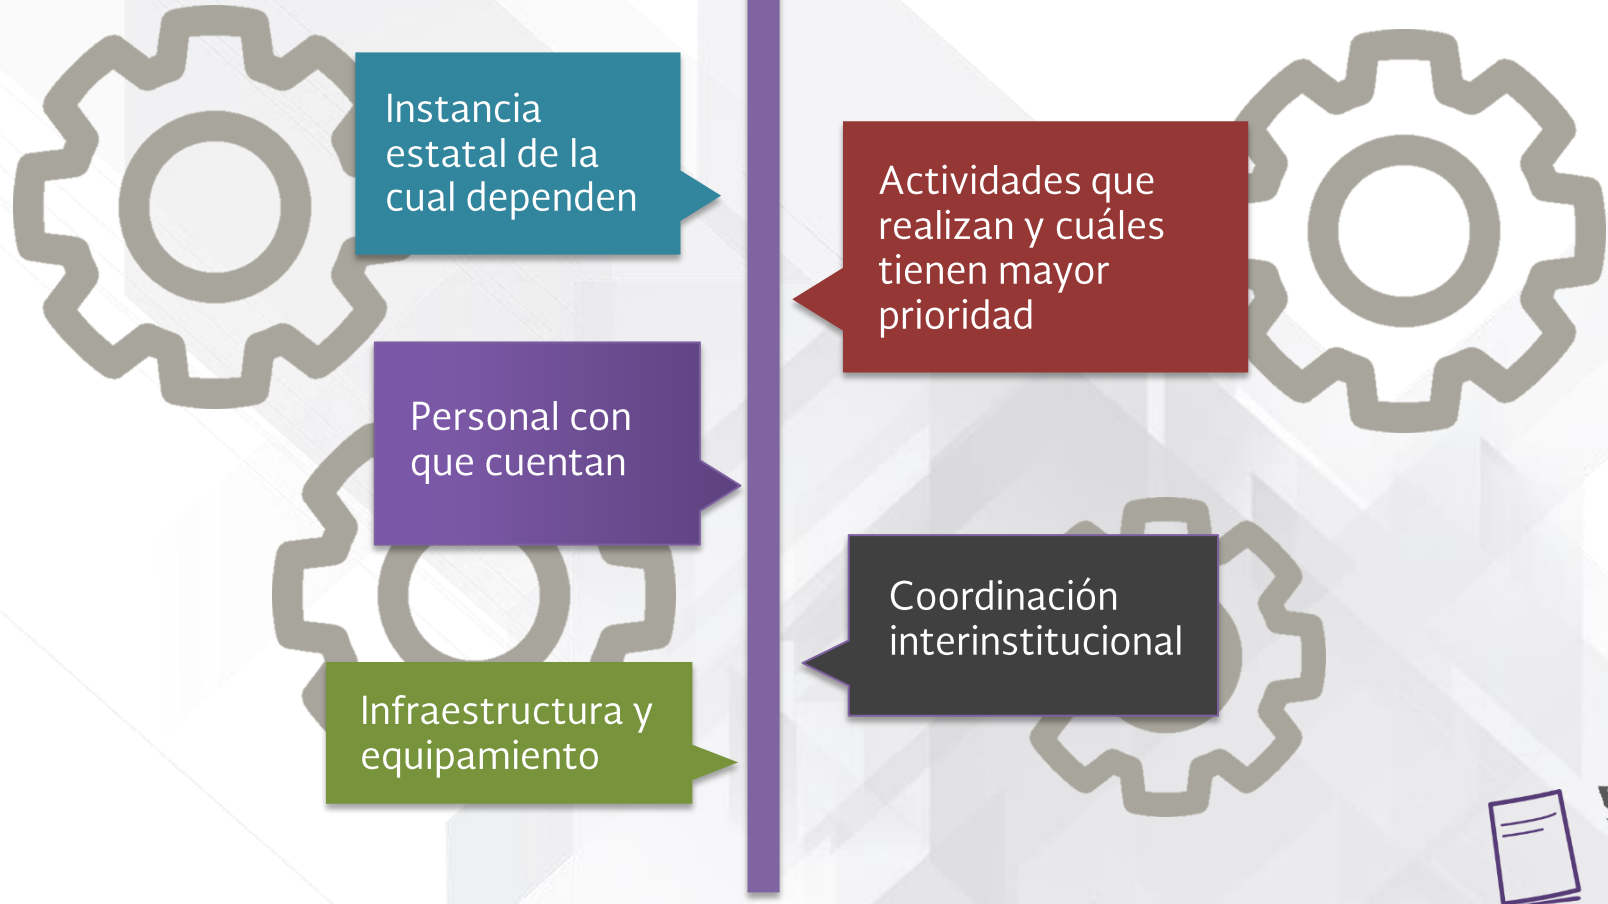 Instancia
estatal de la
cual dependen
Actividades que
realizan y cuáles
tienen mayor
prioridad
Personal con
que cuentan
Coordinación
interinstitucional
Infraestructura y
equipamiento